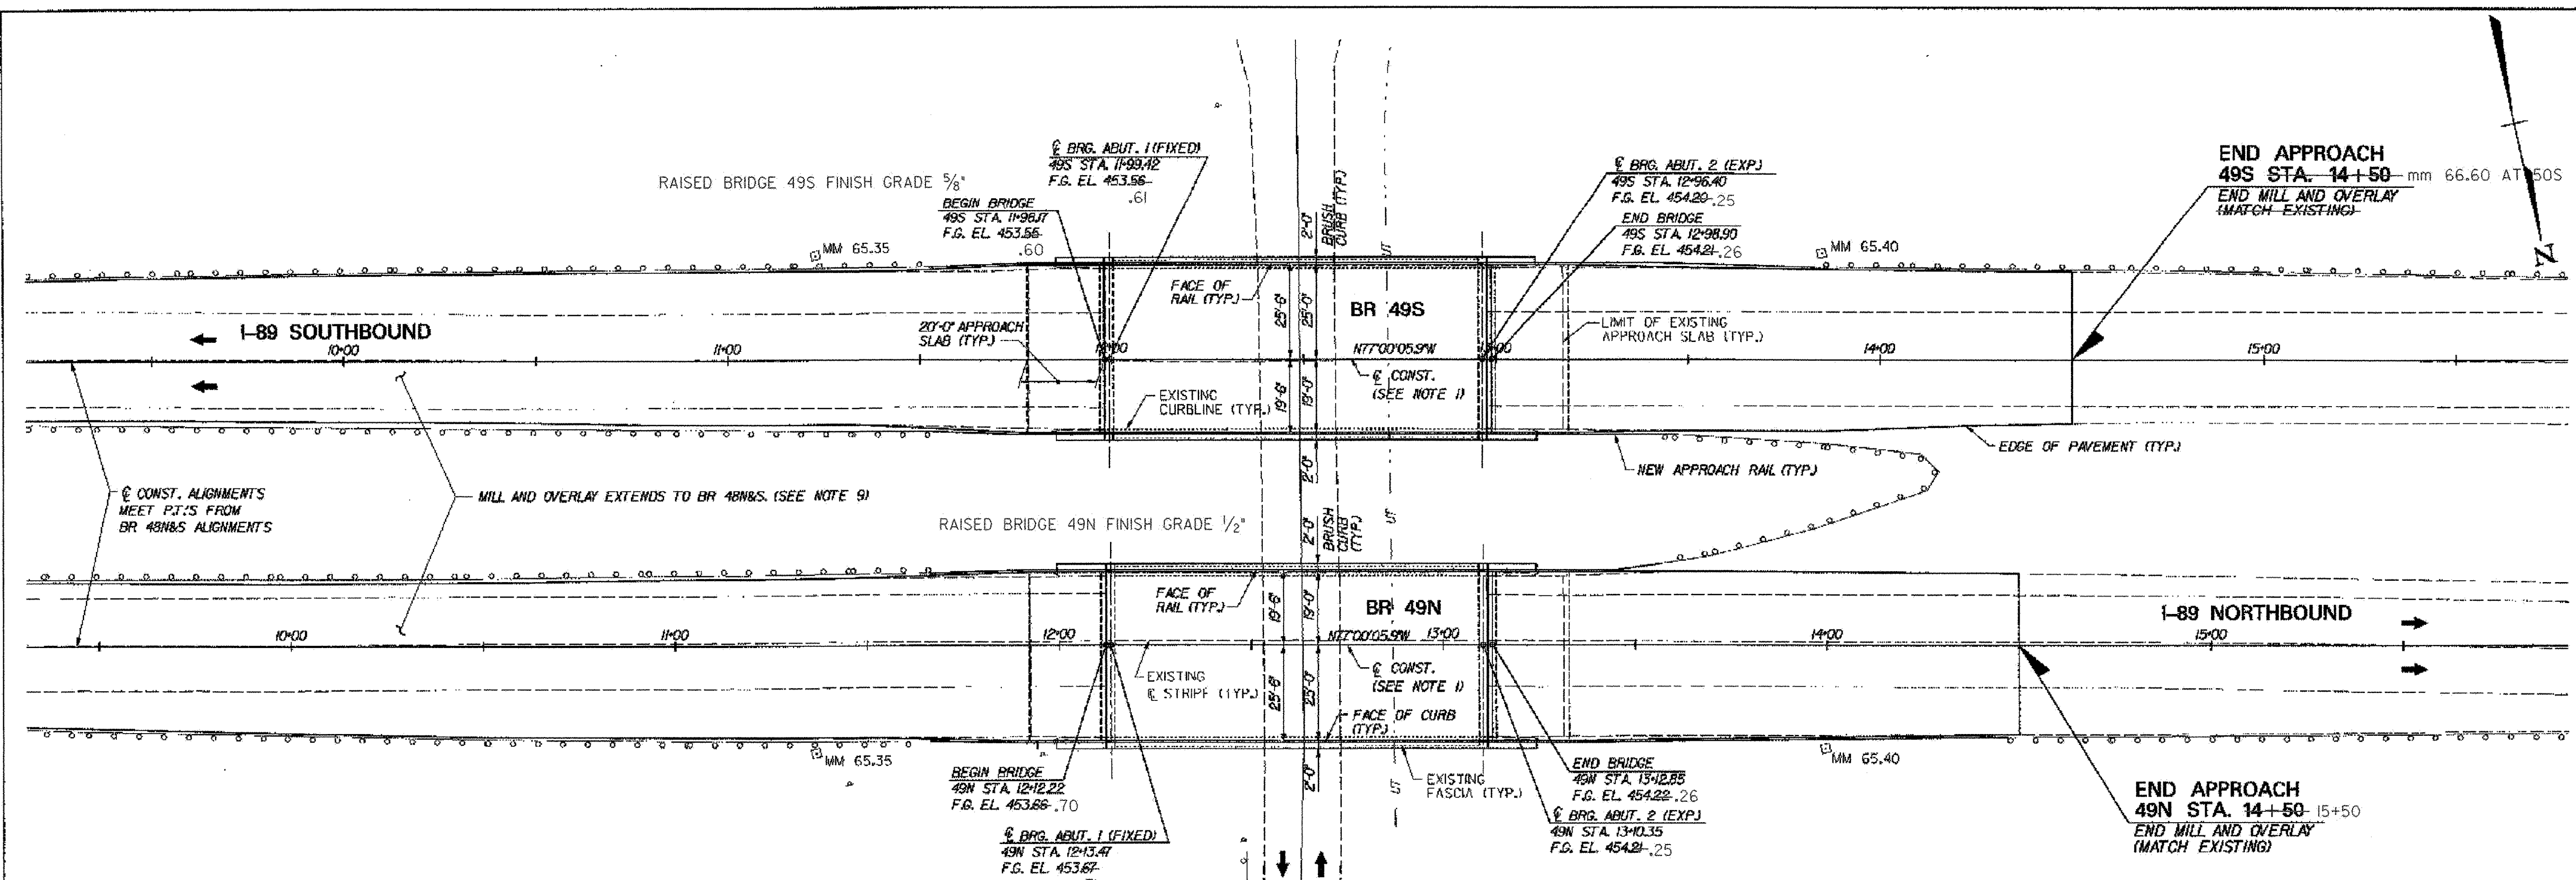 RAISED BRIDGE 49S FINISH GRADE 5/8"
℄ BRG. ABUT. 1 (FIXED)
49S STA. 11+99.42
F.G. EL. 453.56
.61
BEGIN BRIDGE
49S STA. 11+98.17
F.G. EL. 453.55
.60
2'-0"
BRUSH
CURB (TYP.)
UT
℄ BRG. ABUT. 2 (EXP.)
49S STA. 12+96.40
F.G. EL. 454.20 .25
END BRIDGE
49S STA. 12+98.90
F.G. EL. 454.21 .26
END APPROACH
49S STA. 14+50 mm 66.60 AT 50S
END MILL AND OVERLAY
(MATCH EXISTING)
N
MM 65.35
MM 65.40
FACE OF
RAIL (TYP.)
25'-6"
25'-0"
BR 49S
I-89 SOUTHBOUND
20'-0" APPROACH
SLAB (TYP.)
LIMIT OF EXISTING
APPROACH SLAB (TYP.)
10+00
11+00
12+00
N77°00'05.9"W
13+00
14+00
15+00
℄ CONST.
(SEE NOTE 1)
EXISTING
CURBLINE (TYP.)
19'-6"
19'-0"
EDGE OF PAVEMENT (TYP.)
NEW APPROACH RAIL (TYP.)
2'-0"
℄ CONST. ALIGNMENTS
MEET P.T.'S FROM
BR 48N&S ALIGNMENTS
MILL AND OVERLAY EXTENDS TO BR 48N&S. (SEE NOTE 9)
RAISED BRIDGE 49N FINISH GRADE 1/2"
2'-0"
BRUSH
CURB
(TYP.)
UT
FACE OF
RAIL (TYP.)
19'-6"
19'-0"
BR 49N
I-89 NORTHBOUND
10+00
11+00
12+00
N77°00'05.9"W
13+00
14+00
15+00
EXISTING
℄ STRIPE (TYP.)
25'-6"
25'-0"
℄ CONST.
(SEE NOTE 1)
FACE OF CURB
(TYP.)
MM 65.35
MM 65.40
BEGIN BRIDGE
49N STA. 12+12.22
F.G. EL. 453.66 .70
2'-0"
UT
EXISTING
FASCIA (TYP.)
END BRIDGE
49N STA. 13+12.85
F.G. EL. 454.22 .26
℄ BRG. ABUT. 2 (EXP.)
49N STA. 13+10.35
F.G. EL. 454.21 .25
℄ BRG. ABUT. 1 (FIXED)
49N STA. 12+13.47
F.G. EL. 453.67
END APPROACH
49N STA. 14+50 15+50
END MILL AND OVERLAY
(MATCH EXISTING)